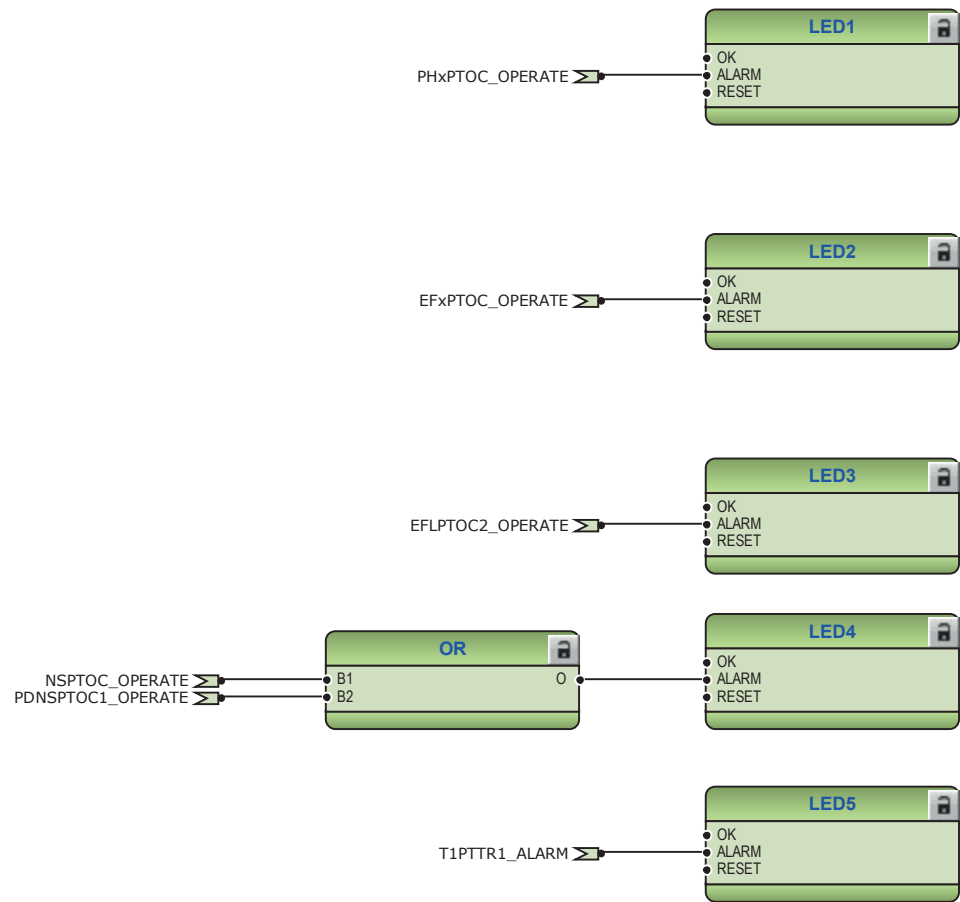 LED1
OK
PHxPTOC_OPERATE
ALARM
RESET
LED2
OK
EFxPTOC_OPERATE
ALARM
RESET
LED3
OK
EFLPTOC2_OPERATE
ALARM
RESET
LED4
OR
OK
NSPTOC_OPERATE
B1
O
ALARM
PDNSPTOC1_OPERATE
B2
RESET
LED5
OK
T1PTTR1_ALARM
ALARM
RESET